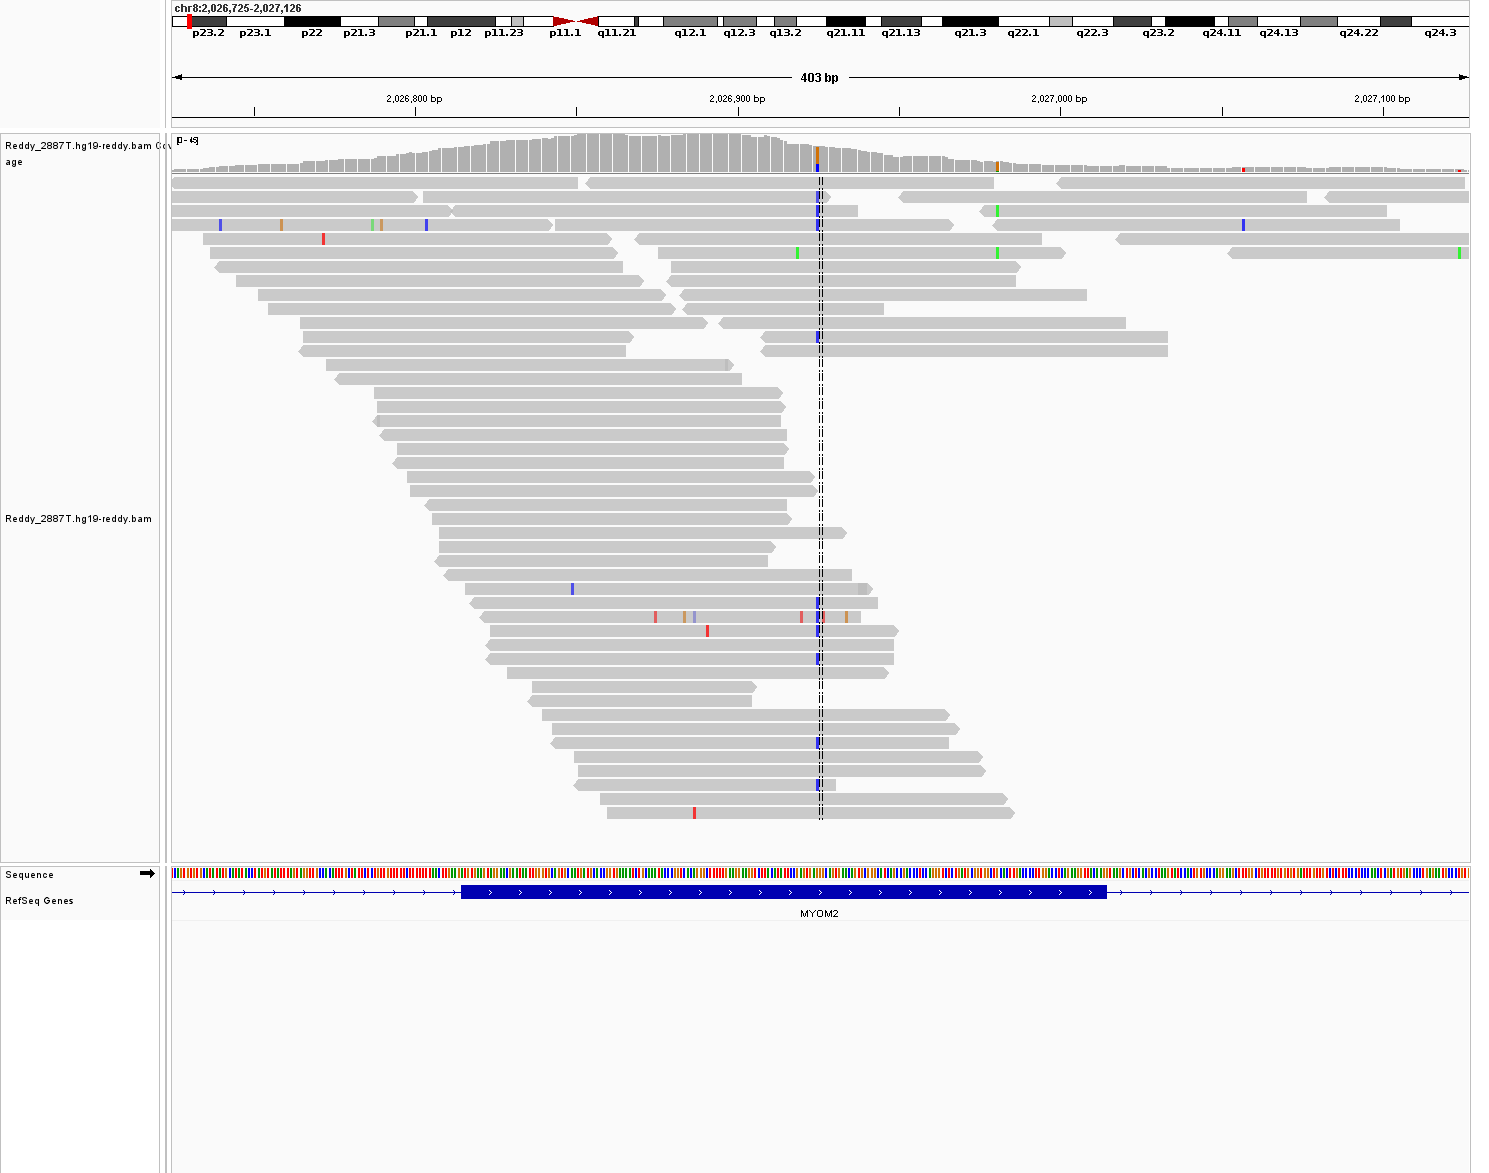 chr8:2,026,725-2,027,126
p23.2 p23.1 p22 p21.3 p21.1 p12 p11.23 p11.1 q11.21 q12.1 q12.3 q13.2 q21.11 q21.13 q21.3 q22.1 q22.3 q23.2 q24.11 q24.13 q24.22 q24.3
403 bp
2,026,800 bp 2,026,900 bp 2,027,000 bp 2,027,100 bp
Reddy_2887T.hg19-reddy.bam Cov
age
Reddy_2887T.hg19-reddy.bam
Sequence
RefSeq Genes
MYOM2